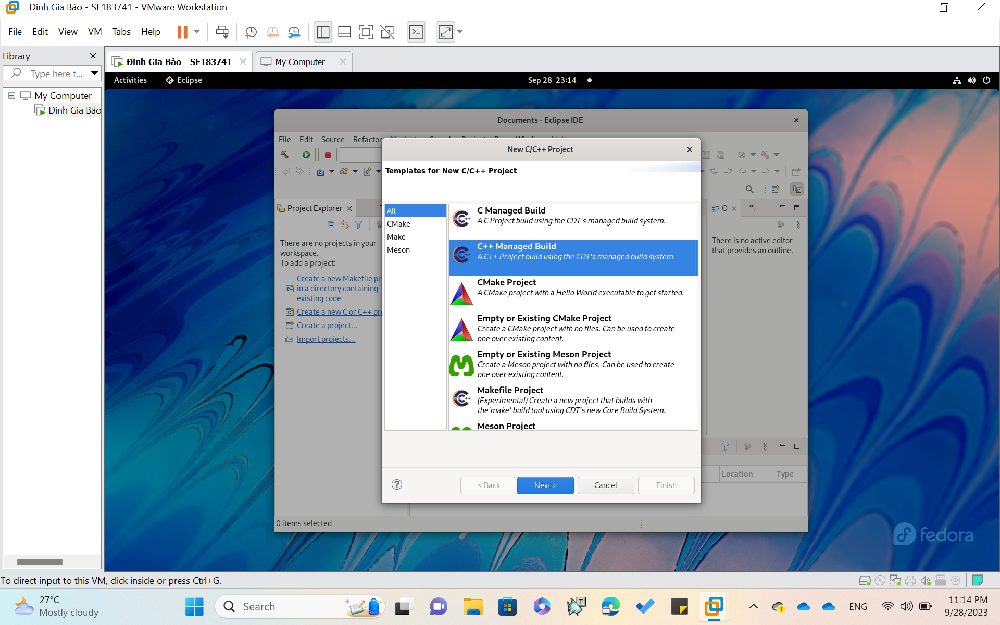 Đinh Gia Bảo - SE183741 - VMware Workstation
File Edit View VM Tabs Help
Library
Type here t...
My Computer
Đinh Gia Bảo
Đinh Gia Bảo - SE183741
My Computer
Activities Eclipse Sep 28 23:14
Documents - Eclipse IDE
File Edit Source Refactor
---
New C/C++ Project
Templates for New C/C++ Project
Project Explorer
There are no projects in your
workspace.
To add a project:
Create a new Makefile pr
in a directory containing
existing code
Create a new C or C++ pr
Create a project...
Import projects...
All
CMake
Make
Meson
C Managed Build
A C Project build using the CDT's managed build system.
C++ Managed Build
A C++ Project build using the CDT's managed build system.
CMake Project
A CMake project with a Hello World executable to get started.
Empty or Existing CMake Project
Create a CMake project with no files. Can be used to create
one over existing content.
Empty or Existing Meson Project
Create a Meson project with no files. Can be used to create
one over existing content.
Makefile Project
(Experimental) Create a new project that builds with
the'make' build tool using CDT's new Core Build System.
Meson Project
< Back Next > Cancel Finish
O
»2
There is no active editor
that provides an outline.
Location Type
0 items selected
fedora
To direct input to this VM, click inside or press Ctrl+G.
27°C
Mostly cloudy
Search
ENG
11:14 PM
9/28/2023